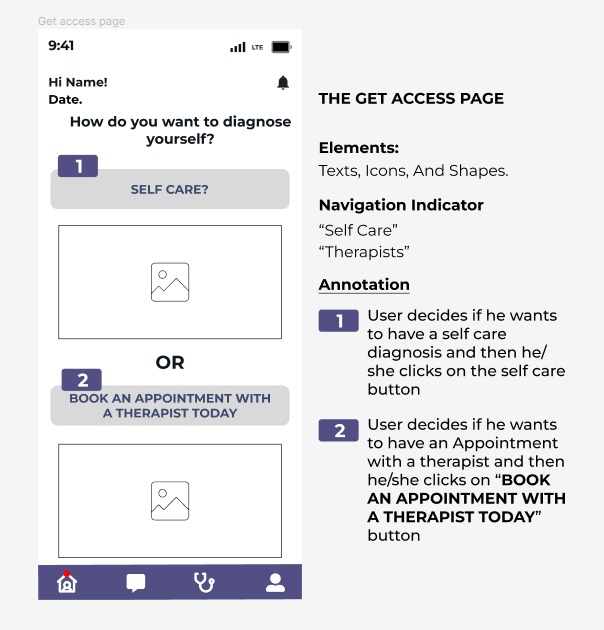 Get access page
9:41
LTE
Hi Name!
Date.
How do you want to diagnose
yourself?
1
SELF CARE?
OR
2
BOOK AN APPOINTMENT WITH
A THERAPIST TODAY
THE GET ACCESS PAGE
Elements:
Texts, Icons, And Shapes.
Navigation Indicator
“Self Care”
“Therapists”
Annotation
1
User decides if he wants
to have a self care
diagnosis and then he/
she clicks on the self care
button
2
User decides if he wants
to have an Appointment
with a therapist and then
he/she clicks on “BOOK
AN APPOINTMENT WITH
A THERAPIST TODAY”
button